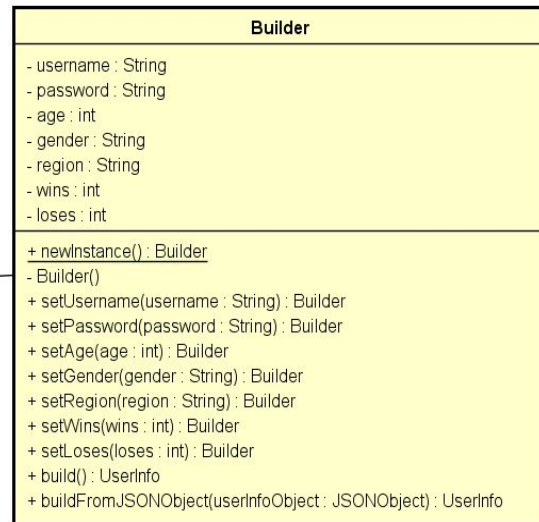 Builder
- username : String
- password : String
- age : int
- gender : String
- region : String
- wins : int
- loses : int
+ newInstance() : Builder
- Builder()
+ setUsername(username : String) : Builder
+ setPassword(password : String) : Builder
+ setAge(age : int) : Builder
+ setGender(gender : String) : Builder
+ setRegion(region : String) : Builder
+ setWins(wins : int) : Builder
+ setLoses(loses : int) : Builder
+ build() : UserInfo
+ buildFromJSONObject(userInfoObject : JSONObject) : UserInfo